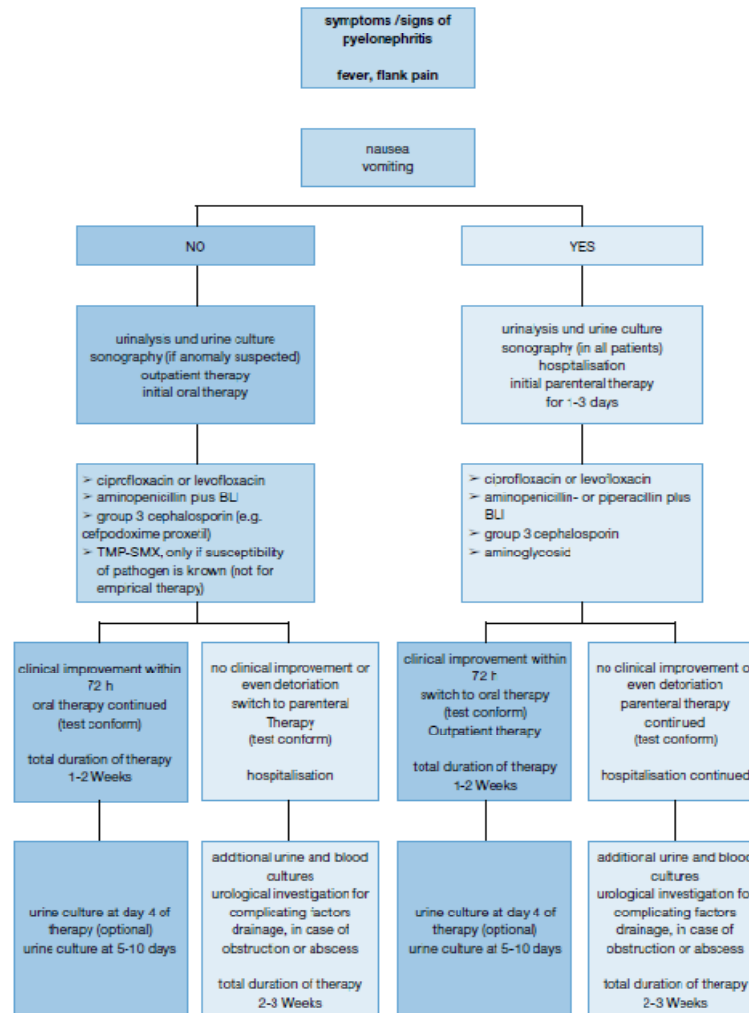 symptoms /signs of
pyelonephritis
fever, flank pain
nausea
vomiting
NO
YES
urinalysis und urine culture
sonography (if anomaly suspected)
outpatient therapy
initial oral therapy
urinalysis und urine culture
sonography (in all patients)
hospitalisation
initial parenteral therapy
for 1-3 days
➢ ciprofloxacin or levofloxacin
➢ aminopenicillin plus BLI
➢ group 3 cephalosporin (e.g.
cefpodoxime proxetil)
➢ TMP-SMX, only if susceptibility
of pathogen is known (not for
empirical therapy)
➢ ciprofloxacin or levofloxacin
➢ aminopenicillin- or piperacillin plus
BLI
➢ group 3 cephalosporin
➢ aminoglycosid
clinical improvement within
72 h
oral therapy continued
(test conform)
total duration of therapy
1-2 Weeks
no clinical improvement or
even detoriation
switch to parenteral
Therapy
(test conform)
hospitalisation
clinical improvement within
72 h
switch to oral therapy
(test conform)
Outpatient therapy
total duration of therapy
1-2 Weeks
no clinical improvement or
even detoriation
parenteral therapy
continued
(test conform)
hospitalisation continued
urine culture at day 4 of
therapy (optional)
urine culture at 5-10 days
additional urine and blood
cultures
urological investigation for
complicating factors
drainage, in case of
obstruction or abscess
total duration of therapy
2-3 Weeks
urine culture at day 4 of
therapy (optional)
urne culture at 5-10 days
additional urine and blood
cultures
urological investigation for
complicating factors
drainage, in case of
obstruction or abscess
total duration of therapy
2-3 Weeks